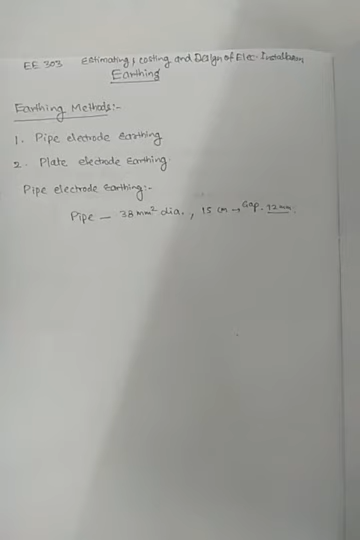 EE 303 Estimating, costing and Design of Elec. Installation,
Earthing
Earthing Methods:-
1. Pipe electrode Earthing
2. Plate electrode Earthing.
Pipe electrode Earthing:-
Pipe – 38 mm² dia., 15 cm → Gap. 12 mm.